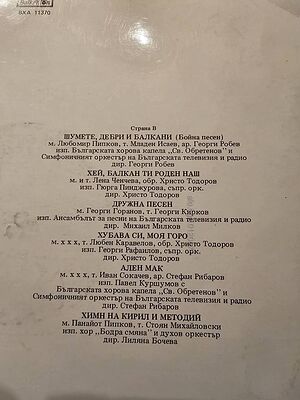 Балкантон
ВХА 11370
Страна В
ШУМЕТЕ, ДЕБРИ И БАЛКАНИ (Бойка песен)
м. Любомир Пипков, т. Младен Исаев, ар. Георги Робев
изп. Българската хорова капела „Св. Обретенов" и
Симфоничният оркестър на Българската телевизия и радио
дир. Георги Робев
ХЕЙ, БАЛКАН ТИ РОДЕН НАШ
м. и т. Лена Ченчева, обр. Христо Тодоров
изп. Гюрга Пинджурова, съпр. орк.
дир. Христо Тодоров
ДРУЖНА ПЕСЕН
м. Георги Горанов, т. Георги Кирков
изп. Ансамбълът за песни на Българската телевизия и радио
дир. Михаил Милков
ХУБАВА СИ, МОЯ ГОРО
м. х х х, т. Любен Каравелов, обр. Христо Тодоров
изп. Георги Рафаилов, съпр. орк.
дир. Христо Тодоров
АЛЕН МАК
м. х х х, т. Иван Сокачев, ар. Стефан Рибаров
изп. Павел Куршумов с
Българската хорова капела „Св. Обретенов" и
Симфоничният оркестър на Българската телевизия и радио
дир. Стефан Рибаров
ХИМН НА КИРИЛ И МЕТОДИЙ
м. Панайот Пипков, т. Стоян Михайловски
изп. хор „Бодра смяна" и духов оркестър
дир. Лиляна Бочева